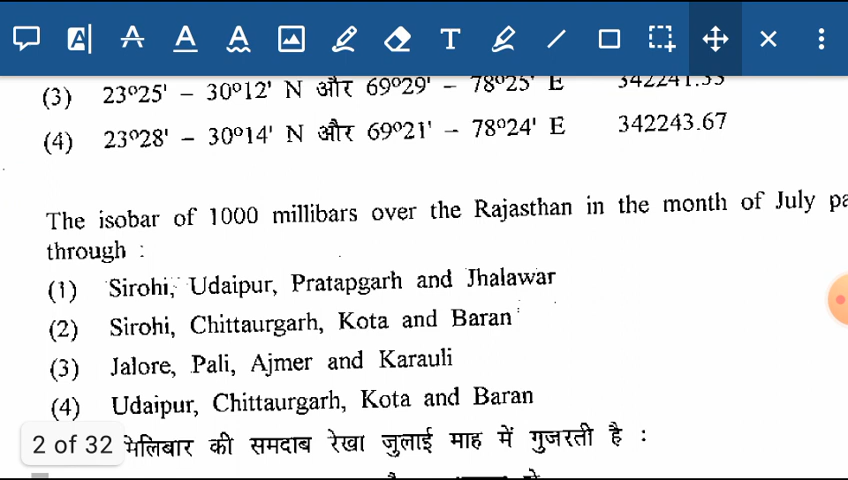 (3) 23°25' – 30°12' N और 69°29' – 78°25' E 342241.35
(4) 23°28' – 30°14' N और 69°21' – 78°24' E 342243.67
The isobar of 1000 millibars over the Rajasthan in the month of July pa
through :
(1) Sirohi, Udaipur, Pratapgarh and Jhalawar
(2) Sirohi, Chittaurgarh, Kota and Baran
(3) Jalore, Pali, Ajmer and Karauli
(4) Udaipur, Chittaurgarh, Kota and Baran
2 of 32 मिलिबार की समदाब रेखा जुलाई माह में गुजरती है :